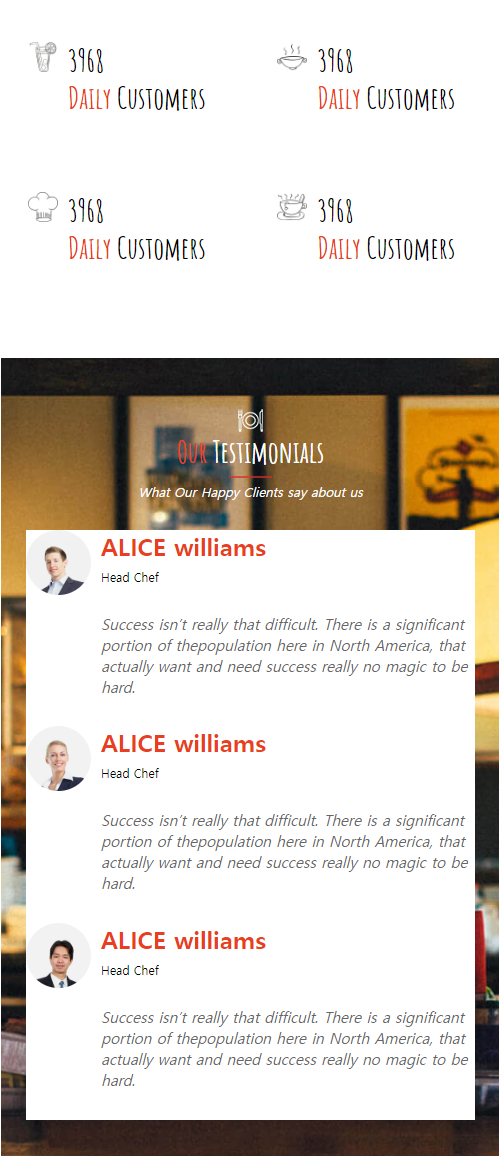 3968
Daily Customers
3968
Daily Customers
3968
Daily Customers
3968
Daily Customers
Our Testimonials
What Our Happy Clients say about us
ALICE williams
Head Chef
Success isn't really that difficult. There is a significant
portion of thepopulation here in North America, that
actually want and need success really no magic to be
hard.
ALICE williams
Head Chef
Success isn't really that difficult. There is a significant
portion of thepopulation here in North America, that
actually want and need success really no magic to be
hard.
ALICE williams
Head Chef
Success isn't really that difficult. There is a significant
portion of thepopulation here in North America, that
actually want and need success really no magic to be
hard.